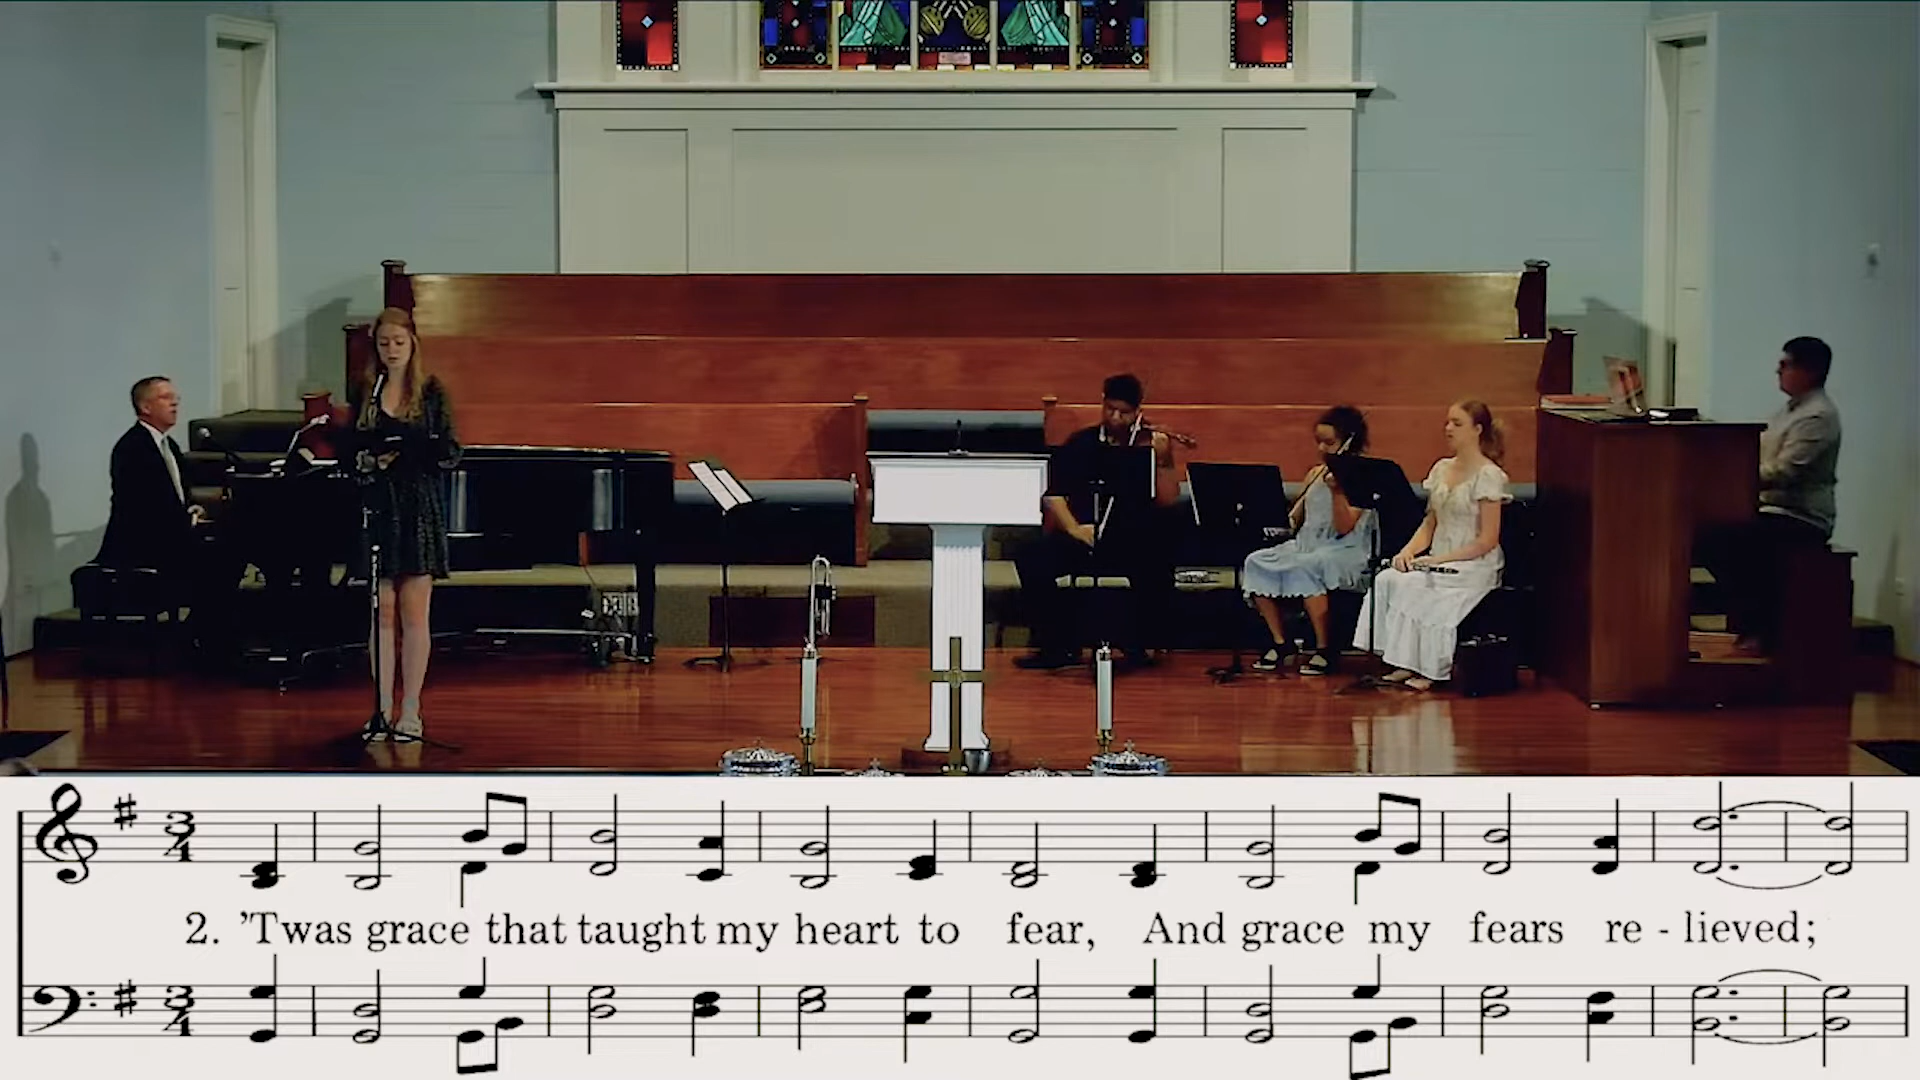 2. ’Twas grace that taught my heart to fear, And grace my fears re - lieved;